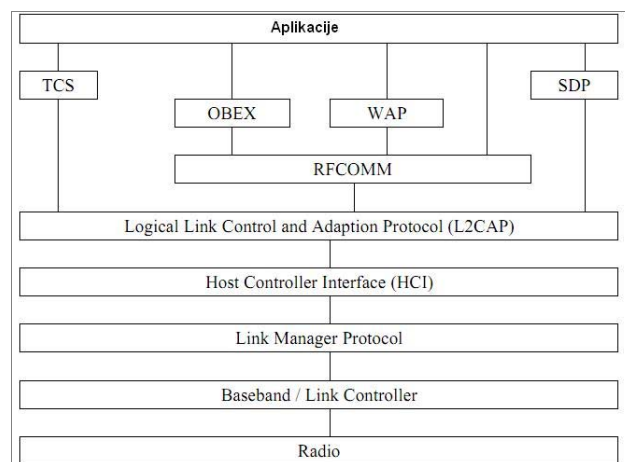 Aplikacije
TCS
SDP
OBEX
WAP
RFCOMM
Logical Link Control and Adaption Protocol (L2CAP)
Host Controller Interface (HCI)
Link Manager Protocol
Baseband / Link Controller
Radio